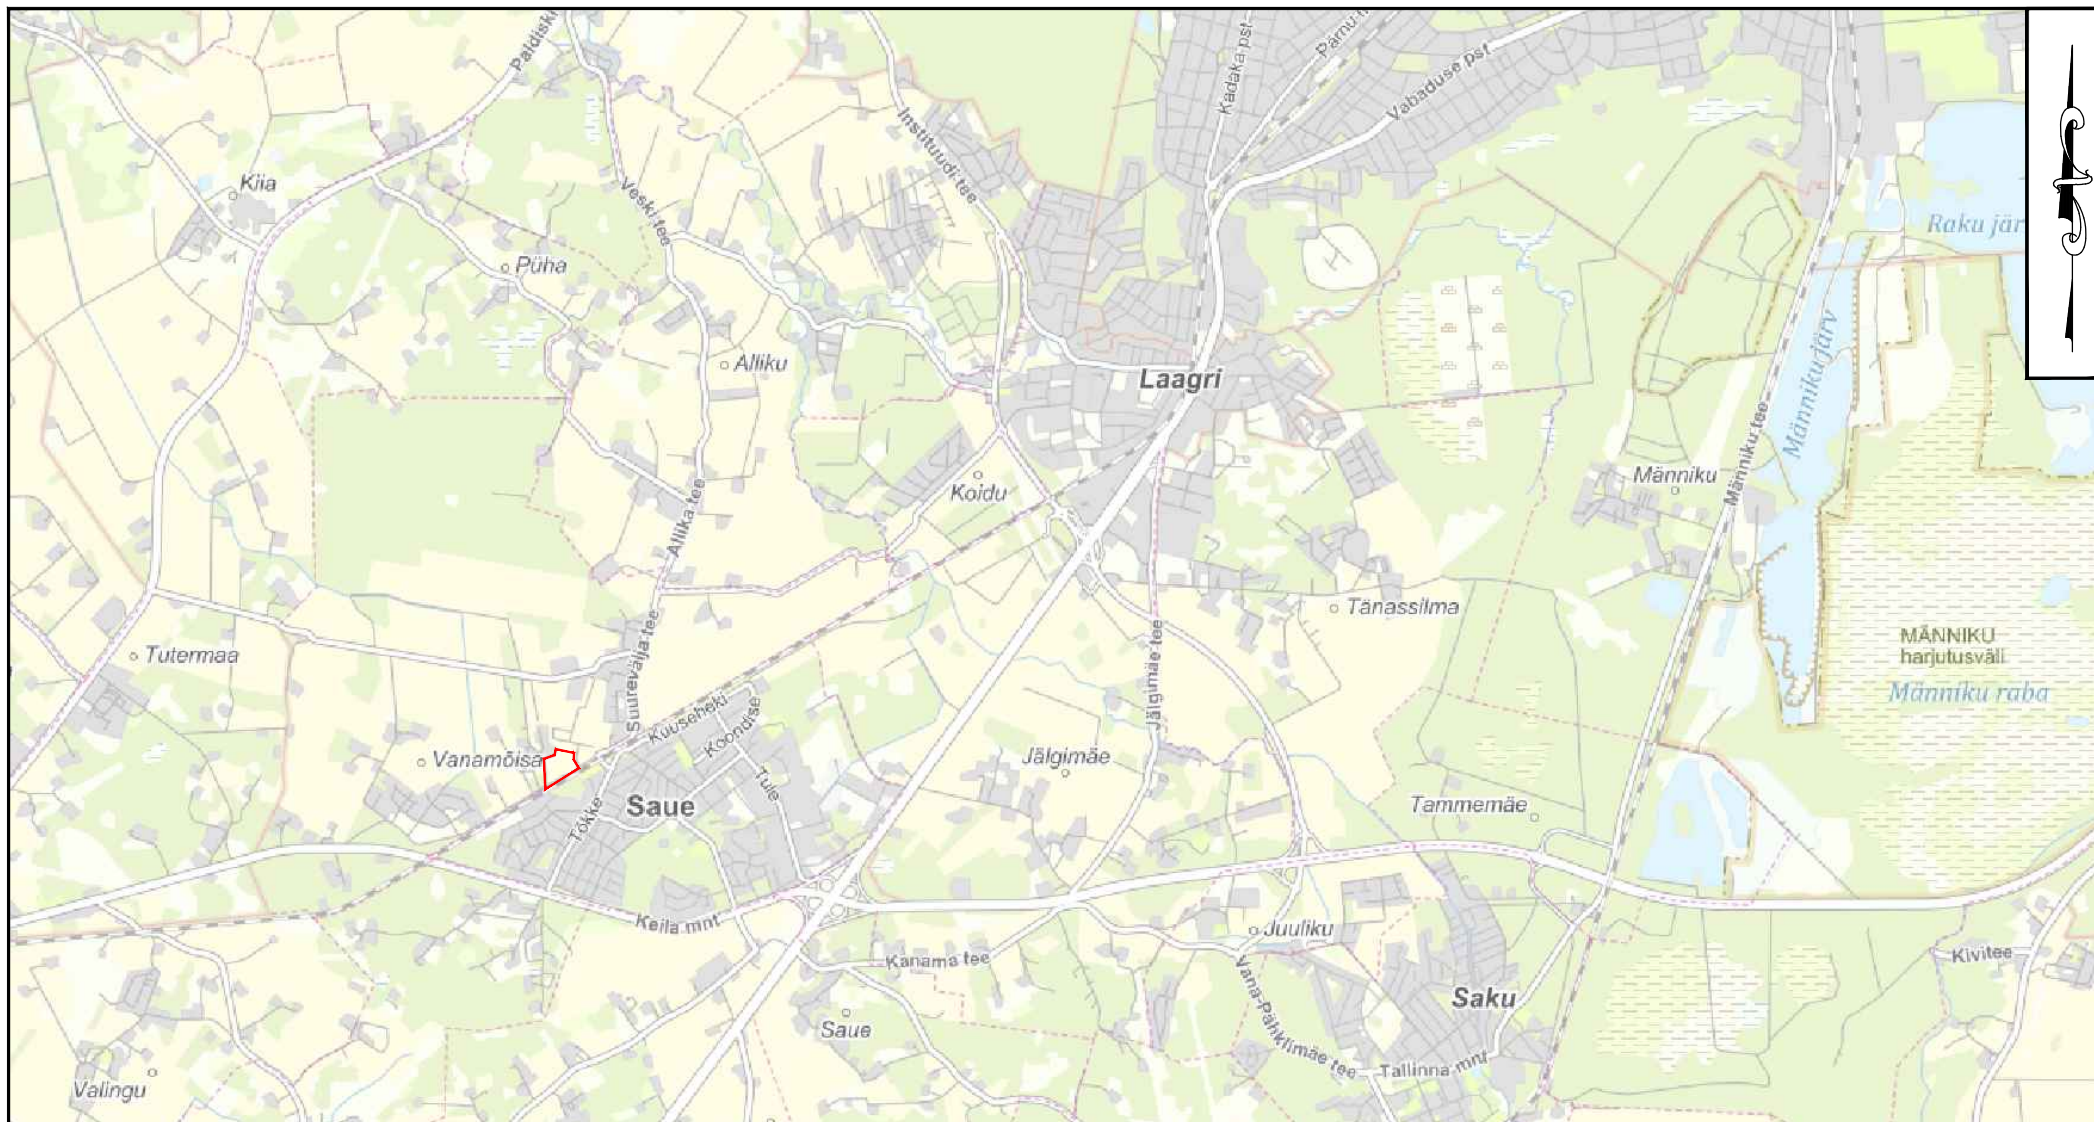 Paldiski
Kadaka pst
Pärnu
Vabaduse pst
Instituudi tee
Kiia
Veski tee
Raku jär
Püha
Alliku
Laagri
Männiku järv
Männiku tee
Koidu
Männiku
Allika tee
Tänassilma
Jälgimäe tee
MÄNNIKU
harjutusväli
Tutermaa
Suurevälja tee
Männiku raba
Kuuseheki
Koondise
Vanamõisa
Jälgimäe
Tule
Saue
Tõkke
Tammemäe
Keila mnt
Juuliku
Kanama tee
Kivitee
Vana-Pähklimäe tee
Saku
Saue
Tallinna mnt
Valingu